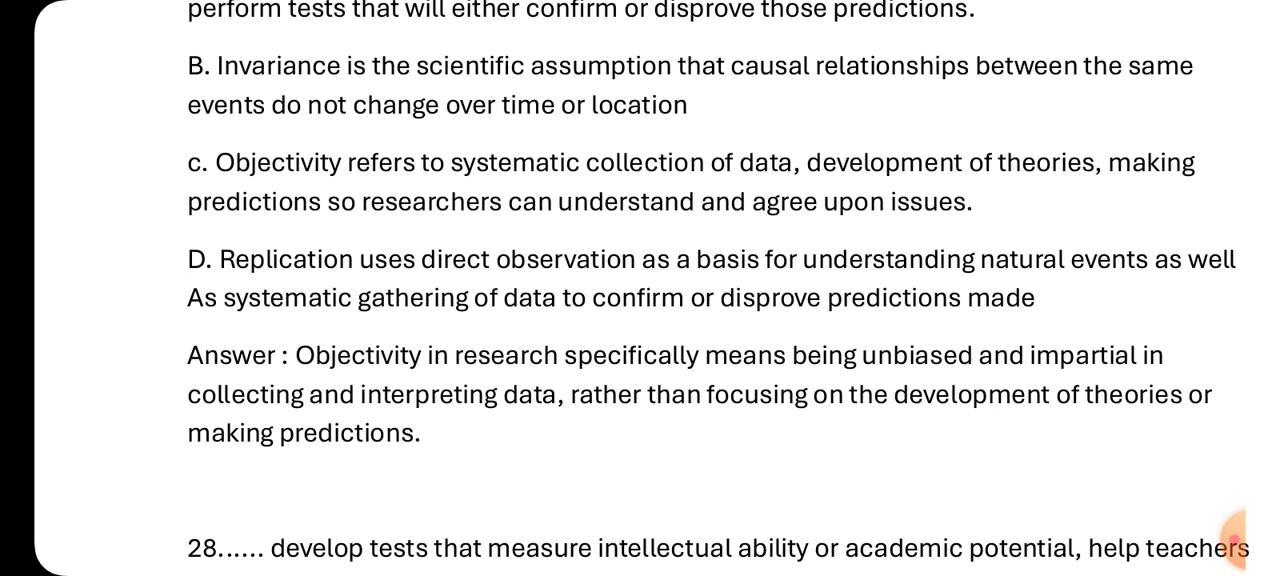 perform tests that will either confirm or disprove those predictions.
B. Invariance is the scientific assumption that causal relationships between the same
events do not change over time or location
c. Objectivity refers to systematic collection of data, development of theories, making
predictions so researchers can understand and agree upon issues.
D. Replication uses direct observation as a basis for understanding natural events as well
As systematic gathering of data to confirm or disprove predictions made
Answer : Objectivity in research specifically means being unbiased and impartial in
collecting and interpreting data, rather than focusing on the development of theories or
making predictions.
28...... develop tests that measure intellectual ability or academic potential, help teachers